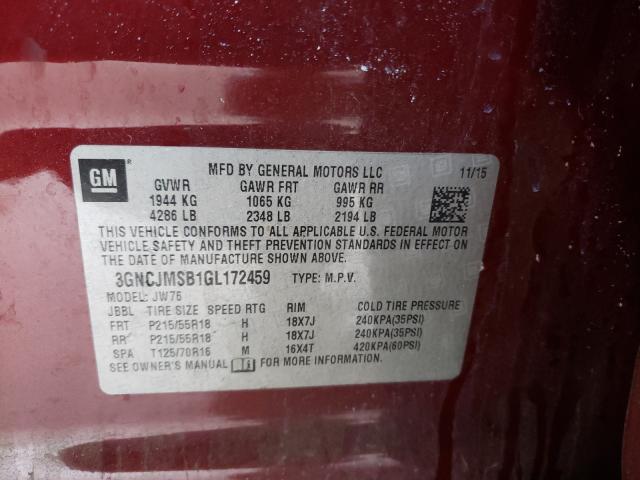 GM
MFD BY GENERAL MOTORS LLC 11/15
GVWR GAWR FRT GAWR RR
1944 KG 1065 KG 995 KG
4286 LB 2348 LB 2194 LB
THIS VEHICLE CONFORMS TO ALL APPLICABLE U.S. FEDERAL MOTOR
VEHICLE SAFETY AND THEFT PREVENTION STANDARDS IN EFFECT ON
THE DATE OF MANUFACTURE SHOWN ABOVE.
3GNCJMSB1GL172459 TYPE: M.P.V.
MODEL: JW76
JBBL TIRE SIZE SPEED RTG RIM COLD TIRE PRESSURE
FRT P215/55R18 H 18X7J 240KPA(35PSI)
RR P215/55R18 H 18X7J 240KPA(35PSI)
SPA T125/70R16 M 16X4T 420KPA(60PSI)
SEE OWNER'S MANUAL FOR MORE INFORMATION.